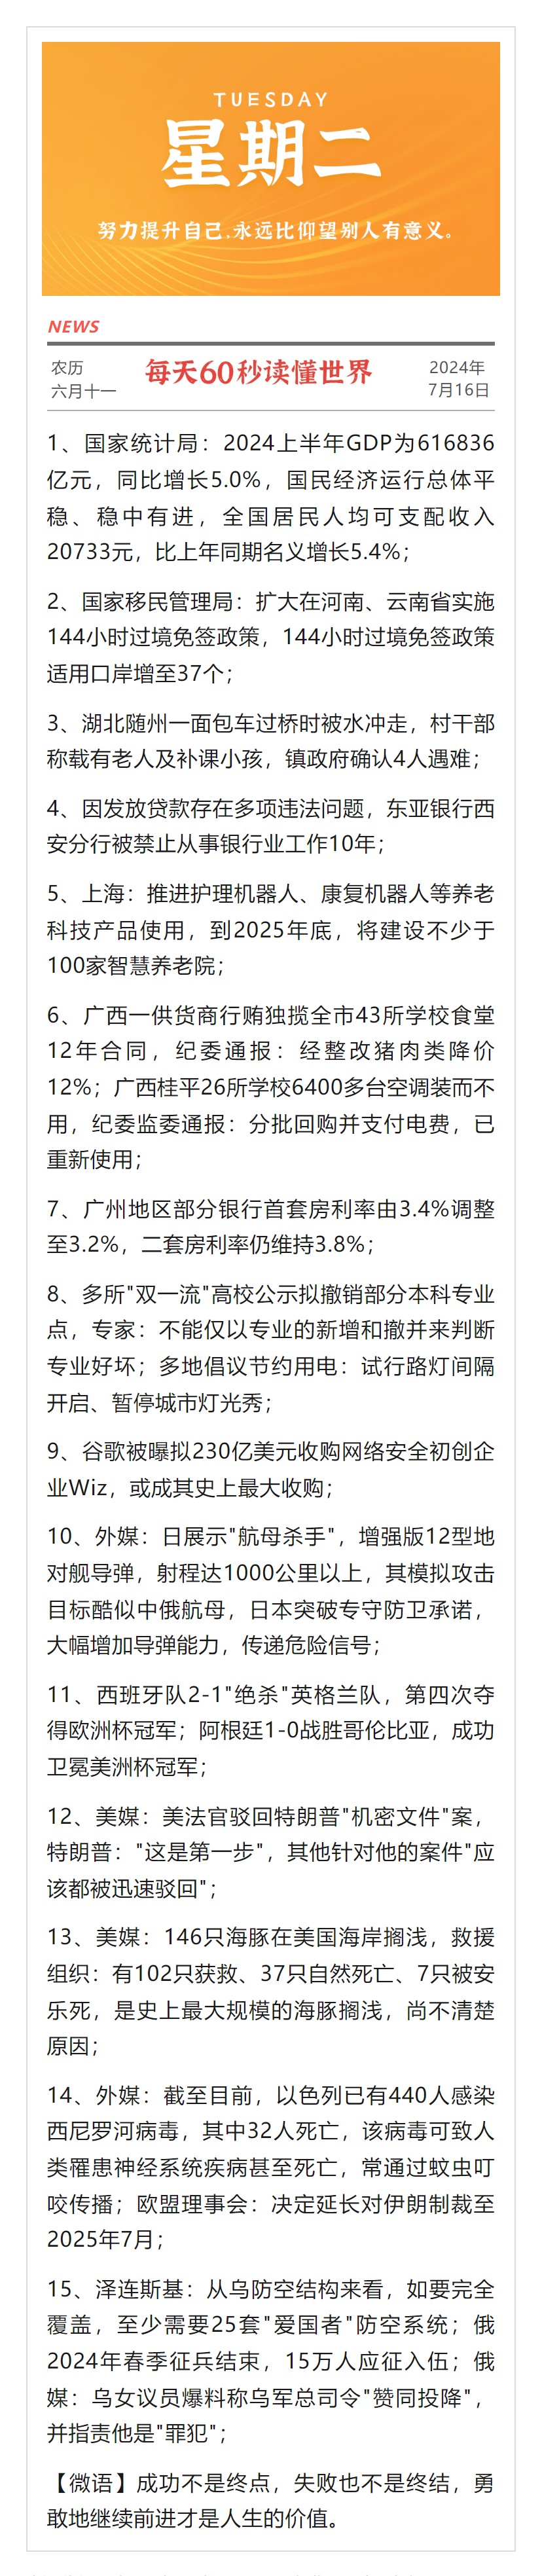 TUESDAY
星期二
努力提升自己,永远比仰望别人有意义。
NEWS
农历
六月十一
每天60秒读懂世界
2024年
7月16日
1、国家统计局：2024上半年GDP为616836
亿元，同比增长5.0%，国民经济运行总体平
稳、稳中有进，全国居民人均可支配收入
20733元，比上年同期名义增长5.4%；
2、国家移民管理局：扩大在河南、云南省实施
144小时过境免签政策，144小时过境免签政策
适用口岸增至37个；
3、湖北随州一面包车过桥时被水冲走，村干部
称载有老人及补课小孩，镇政府确认4人遇难；
4、因发放贷款存在多项违法问题，东亚银行西
安分行被禁止从事银行业工作10年；
5、上海：推进护理机器人、康复机器人等养老
科技产品使用，到2025年底，将建设不少于
100家智慧养老院；
6、广西一供货商行贿独揽全市43所学校食堂
12年合同，纪委通报：经整改猪肉类降价
12%；广西桂平26所学校6400多台空调装而不
用，纪委监委通报：分批回购并支付电费，已
重新使用；
7、广州地区部分银行首套房利率由3.4%调整
至3.2%，二套房利率仍维持3.8%；
8、多所"双一流"高校公示拟撤销部分本科专业
点，专家：不能仅以专业的新增和撤并来判断
专业好坏；多地倡议节约用电：试行路灯间隔
开启、暂停城市灯光秀；
9、谷歌被曝拟230亿美元收购网络安全初创企
业Wiz，或成其史上最大收购；
10、外媒：日展示"航母杀手"，增强版12型地
对舰导弹，射程达1000公里以上，其模拟攻击
目标酷似中俄航母，日本突破专守防卫承诺，
大幅增加导弹能力，传递危险信号；
11、西班牙队2-1"绝杀"英格兰队，第四次夺
得欧洲杯冠军；阿根廷1-0战胜哥伦比亚，成功
卫冕美洲杯冠军；
12、美媒：美法官驳回特朗普"机密文件"案，
特朗普："这是第一步"，其他针对他的案件"应
该都被迅速驳回"；
13、美媒：146只海豚在美国海岸搁浅，救援
组织：有102只获救、37只自然死亡、7只被安
乐死，是史上最大规模的海豚搁浅，尚不清楚
原因；
14、外媒：截至目前，以色列已有440人感染
西尼罗河病毒，其中32人死亡，该病毒可致人
类罹患神经系统疾病甚至死亡，常通过蚊虫叮
咬传播；欧盟理事会：决定延长对伊朗制裁至
2025年7月；
15、泽连斯基：从乌防空结构来看，如要完全
覆盖，至少需要25套"爱国者"防空系统；俄
2024年春季征兵结束，15万人应征入伍；俄
媒：乌女议员爆料称乌军总司令"赞同投降"，
并指责他是"罪犯"；
【微语】成功不是终点，失败也不是终结，勇
敢地继续前进才是人生的价值。